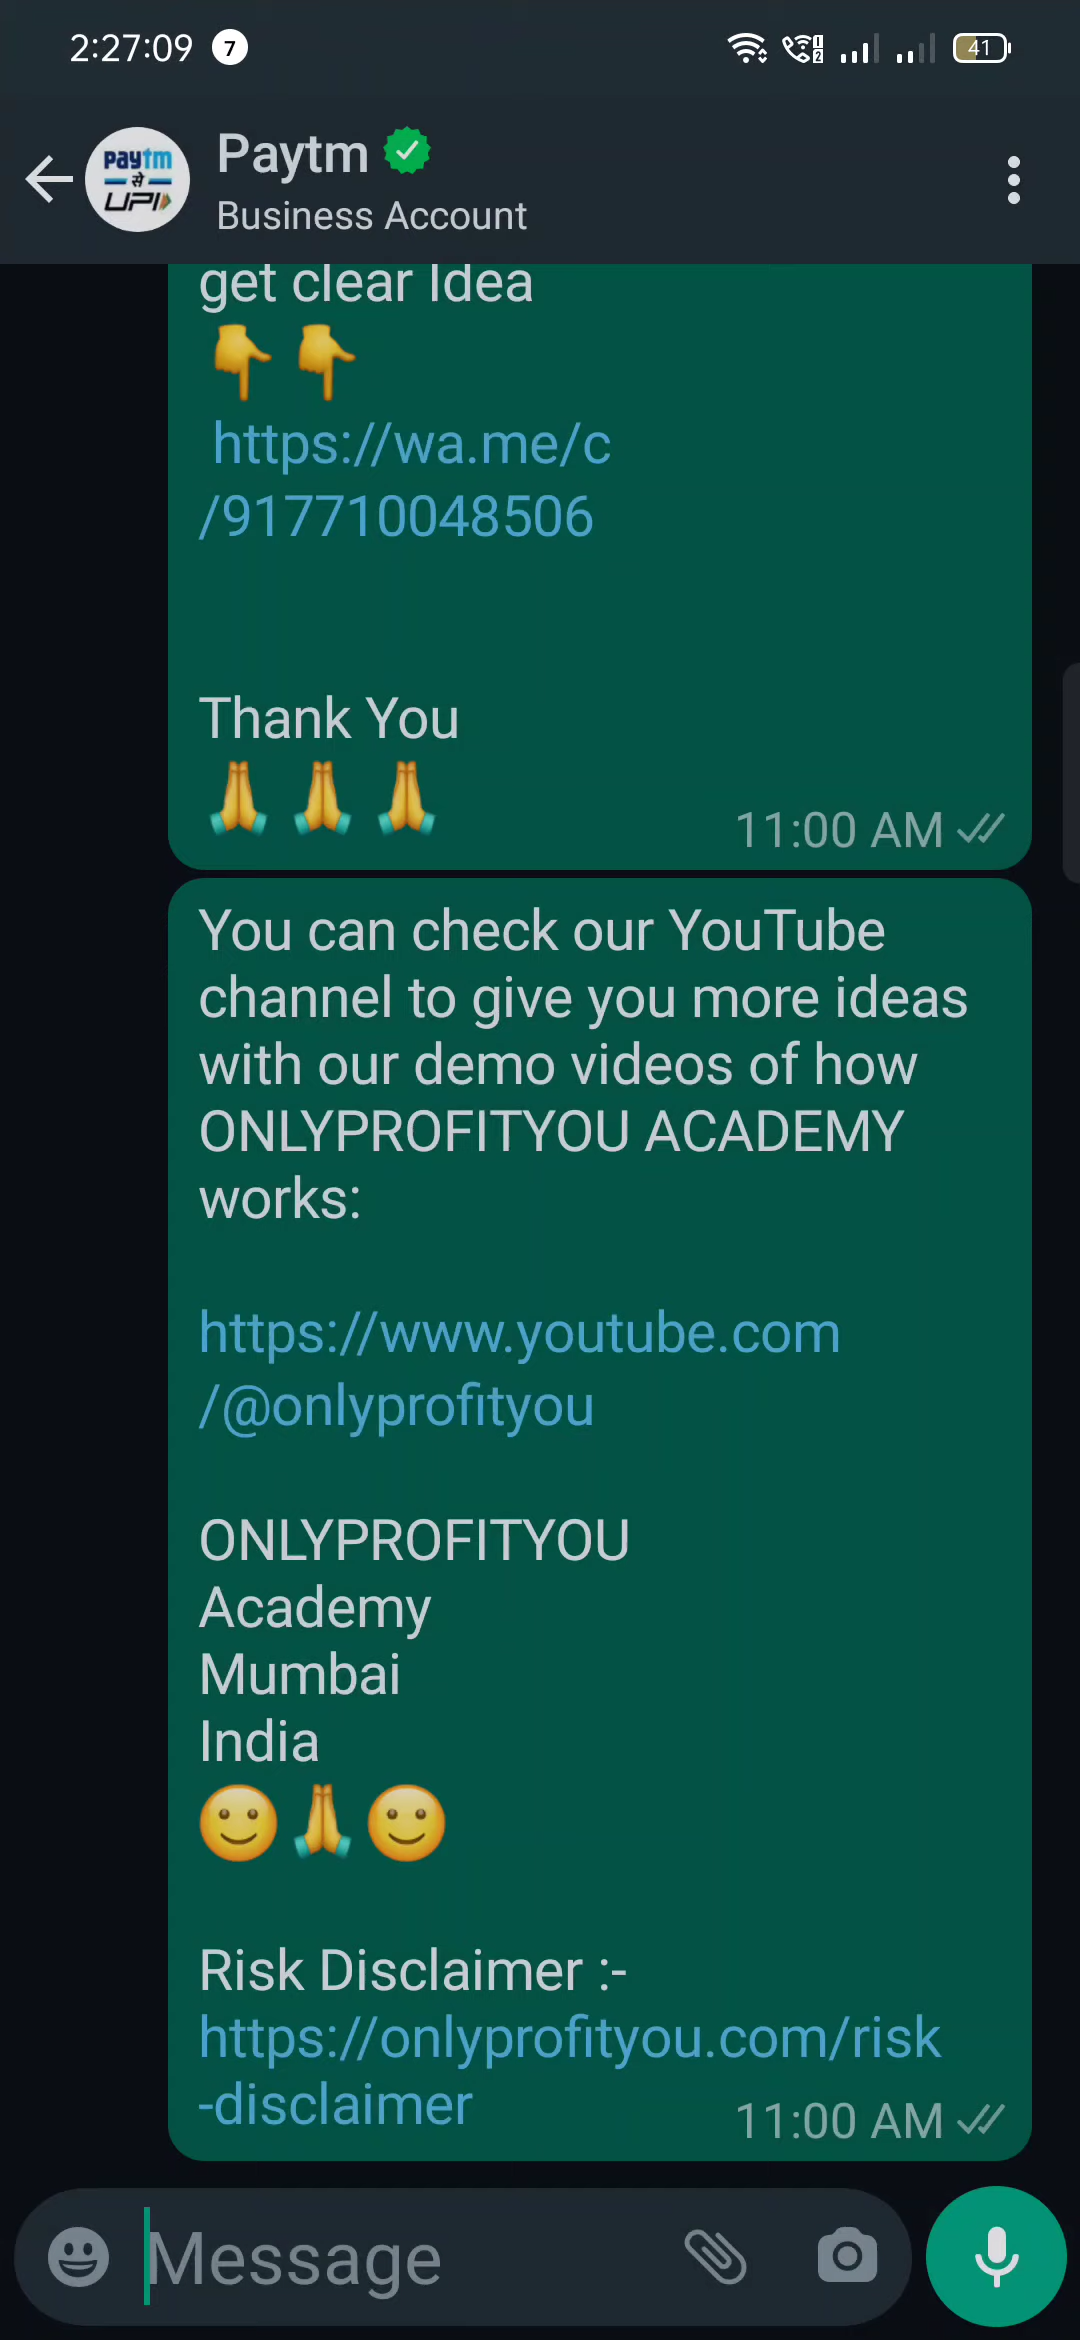 2:27:09 7 41
Paytm
Business Account
paytm
से
UPI
get clear Idea
https://wa.me/c
/917710048506
Thank You
11:00 AM
You can check our YouTube
channel to give you more ideas
with our demo videos of how
ONLYPROFITYOU ACADEMY
works:
https://www.youtube.com
/@onlyprofityou
ONLYPROFITYOU
Academy
Mumbai
India
Risk Disclaimer :-
https://onlyprofityou.com/risk
-disclaimer
11:00 AM
Message